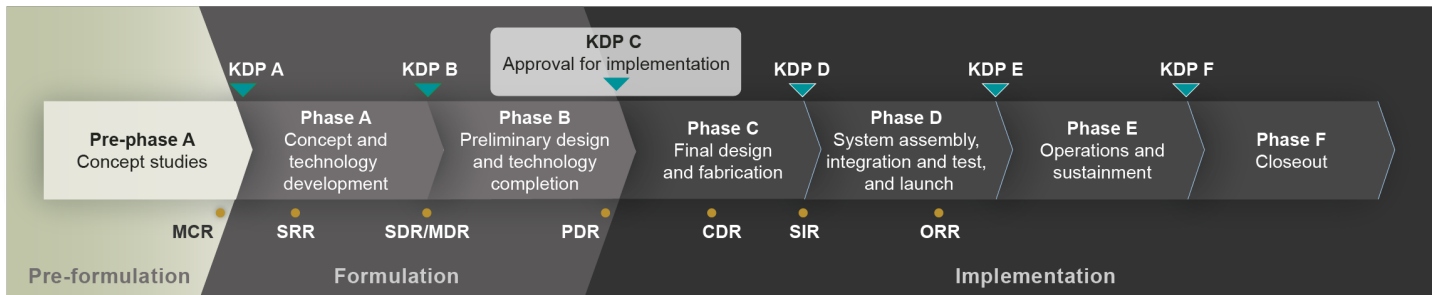 KDP C
Approval for implementation
KDP A
KDP B
KDP D
KDP E
KDP F
Pre-phase A
Concept studies
Phase A
Concept and
technology
development
Phase B
Preliminary design
and technology
completion
Phase C
Final design
and fabrication
Phase D
System assembly,
integration and test,
and launch
Phase E
Operations and
sustainment
Phase F
Closeout
MCR
SRR
SDR/MDR
PDR
CDR
SIR
ORR
Pre-formulation
Formulation
Implementation